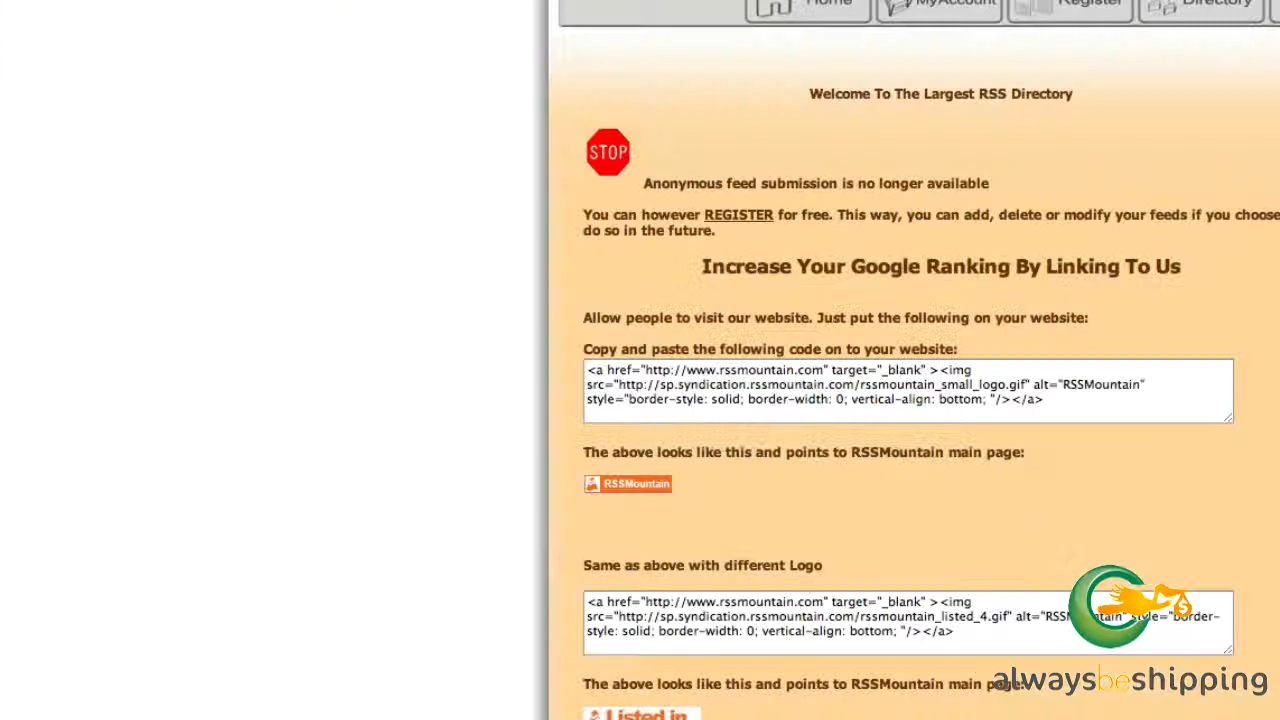 Home MyAccount Register Directory
Welcome To The Largest RSS Directory
STOP
Anonymous feed submission is no longer available
You can however REGISTER for free. This way, you can add, delete or modify your feeds if you choose
do so in the future.
Increase Your Google Ranking By Linking To Us
Allow people to visit our website. Just put the following on your website:
Copy and paste the following code on to your website:
<a href="http://www.rssmountain.com" target="_blank" ><img
src="http://sp.syndication.rssmountain.com/rssmountain_small_logo.gif" alt="RSSMountain"
style="border-style: solid; border-width: 0; vertical-align: bottom; "/></a>
The above looks like this and points to RSSMountain main page:
RSSMountain
Same as above with different Logo
<a href="http://www.rssmountain.com" target="_blank" ><img
src="http://sp.syndication.rssmountain.com/rssmountain_listed_4.gif" alt="RSSMountain" style="border-
style: solid; border-width: 0; vertical-align: bottom; "/></a>
The above looks like this and points to RSSMountain main page:
alwaysbeshipping
Listed in